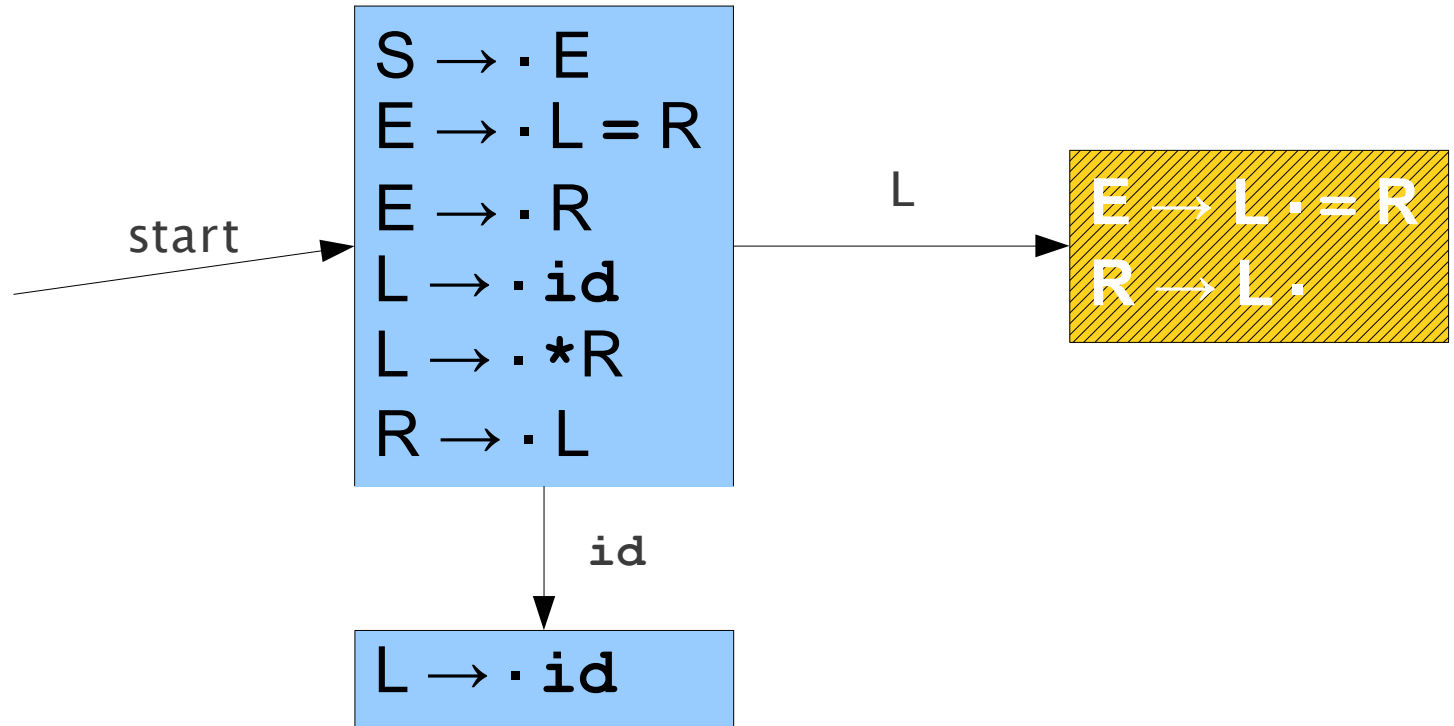 S → · E
E → · L = R
E → · R
L → · id
L → · *R
R → · L
start
L
E → L · = R
R → L ·
id
L → · id